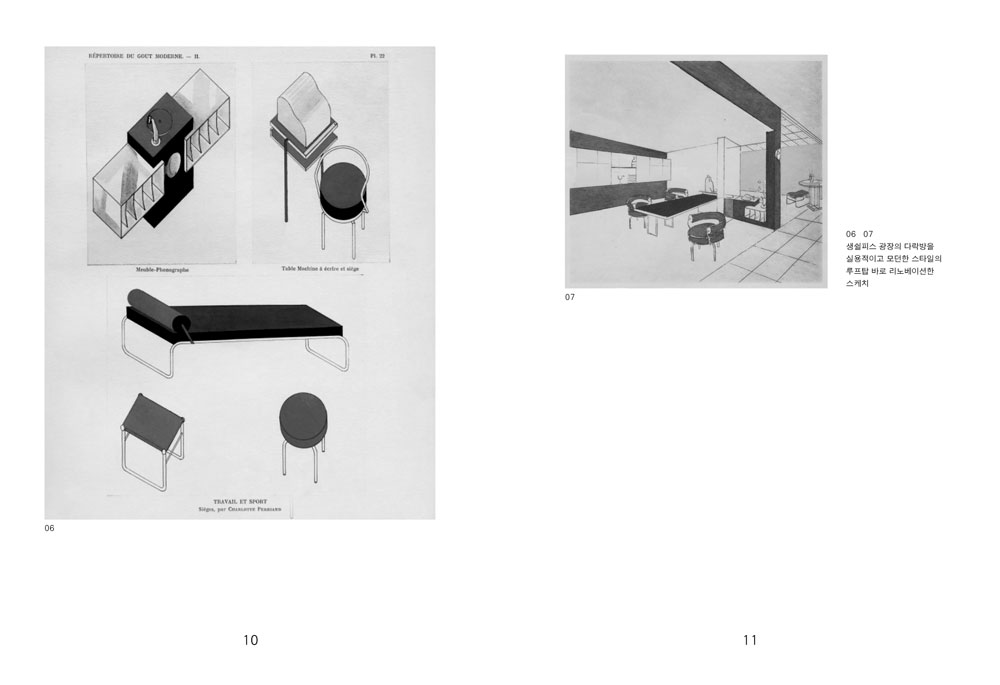 RÉPERTOIRE DU GOUT MODERNE. — II.
Pl. 29
Meuble-Phonographe
Table Machine à écrire et siège
TRAVAIL ET SPORT
Sièges, par CHARLOTTE PERRIAND
06
07
06 07
생쉴피스 광장의 다락방을
실용적이고 모던한 스타일의
루프탑 바로 리노베이션한
스케치
10
11